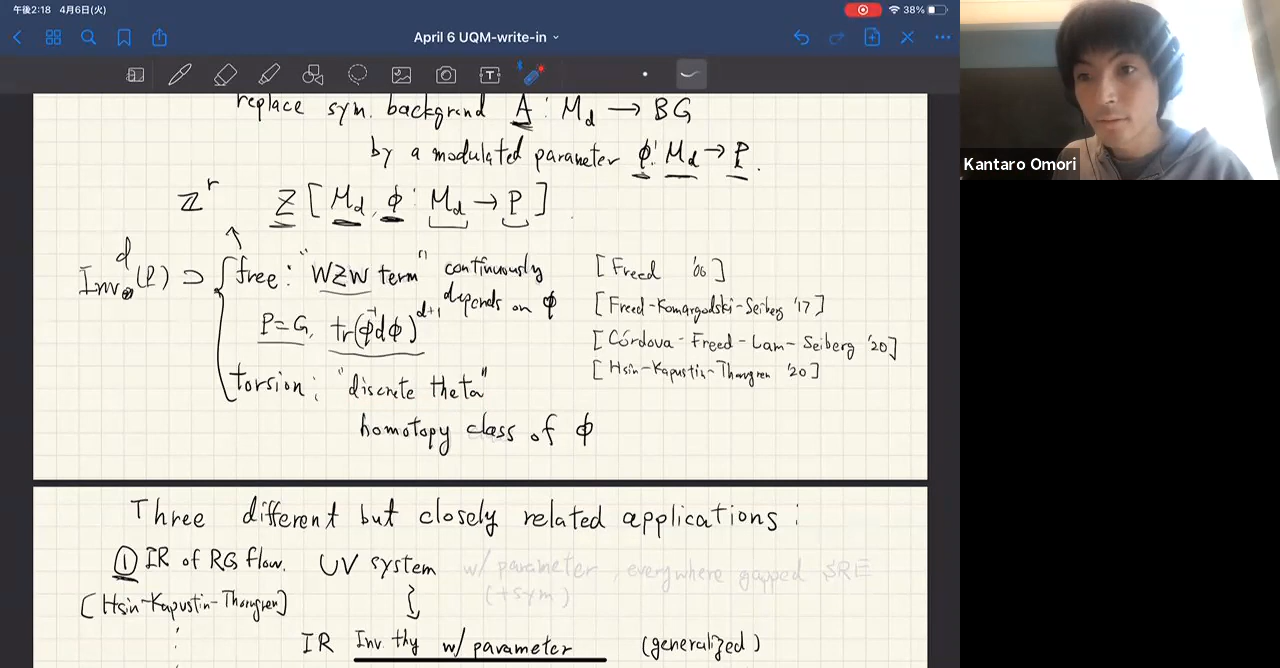 午後2:18 4月6日(火)
38%
April 6 UQM-write-in
replace sym. backgrend A : M_d → BG
by a modulated parameter ϕ: M_d → P.
Z^r Z [ M_d, ϕ : M_d → P ]
Inv^d(P) ⊃ { free: "WZW term" continuously depends on ϕ
P=G, tr(ϕ^{-1}dϕ)^{d+1}
torsion: "discrete theta"
homotopy class of ϕ
[Freed '06]
[Freed-Komargodski-Seiberg '17]
[Córdova-Freed-Lam-Seiberg '20]
[Hsin-Kapustin-Thorngren '20]
Three different but closely related applications:
① IR of RG flow. UV system w/ parameter, everywhere gapped SRE
(+sym)
[Hsin-Kapustin-Thorngren]
IR Inv. thy w/ parameter (generalized)
Kantaro Omori